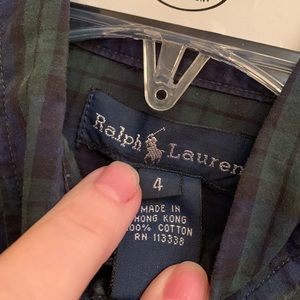 Ralph Lauren
4
MADE IN
HONG KONG
100% COTTON
RN 113338